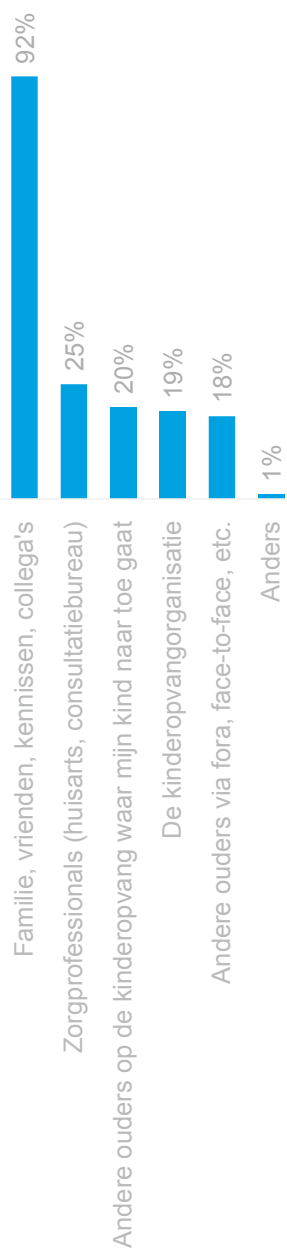 Familie, vrienden, kennissen, collega's 92%
Zorgprofessionals (huisarts, consultatiebureau) 25%
Andere ouders op de kinderopvang waar mijn kind naar toe gaat 20%
De kinderopvangorganisatie 19%
Andere ouders via fora, face-to-face, etc. 18%
Anders 1%